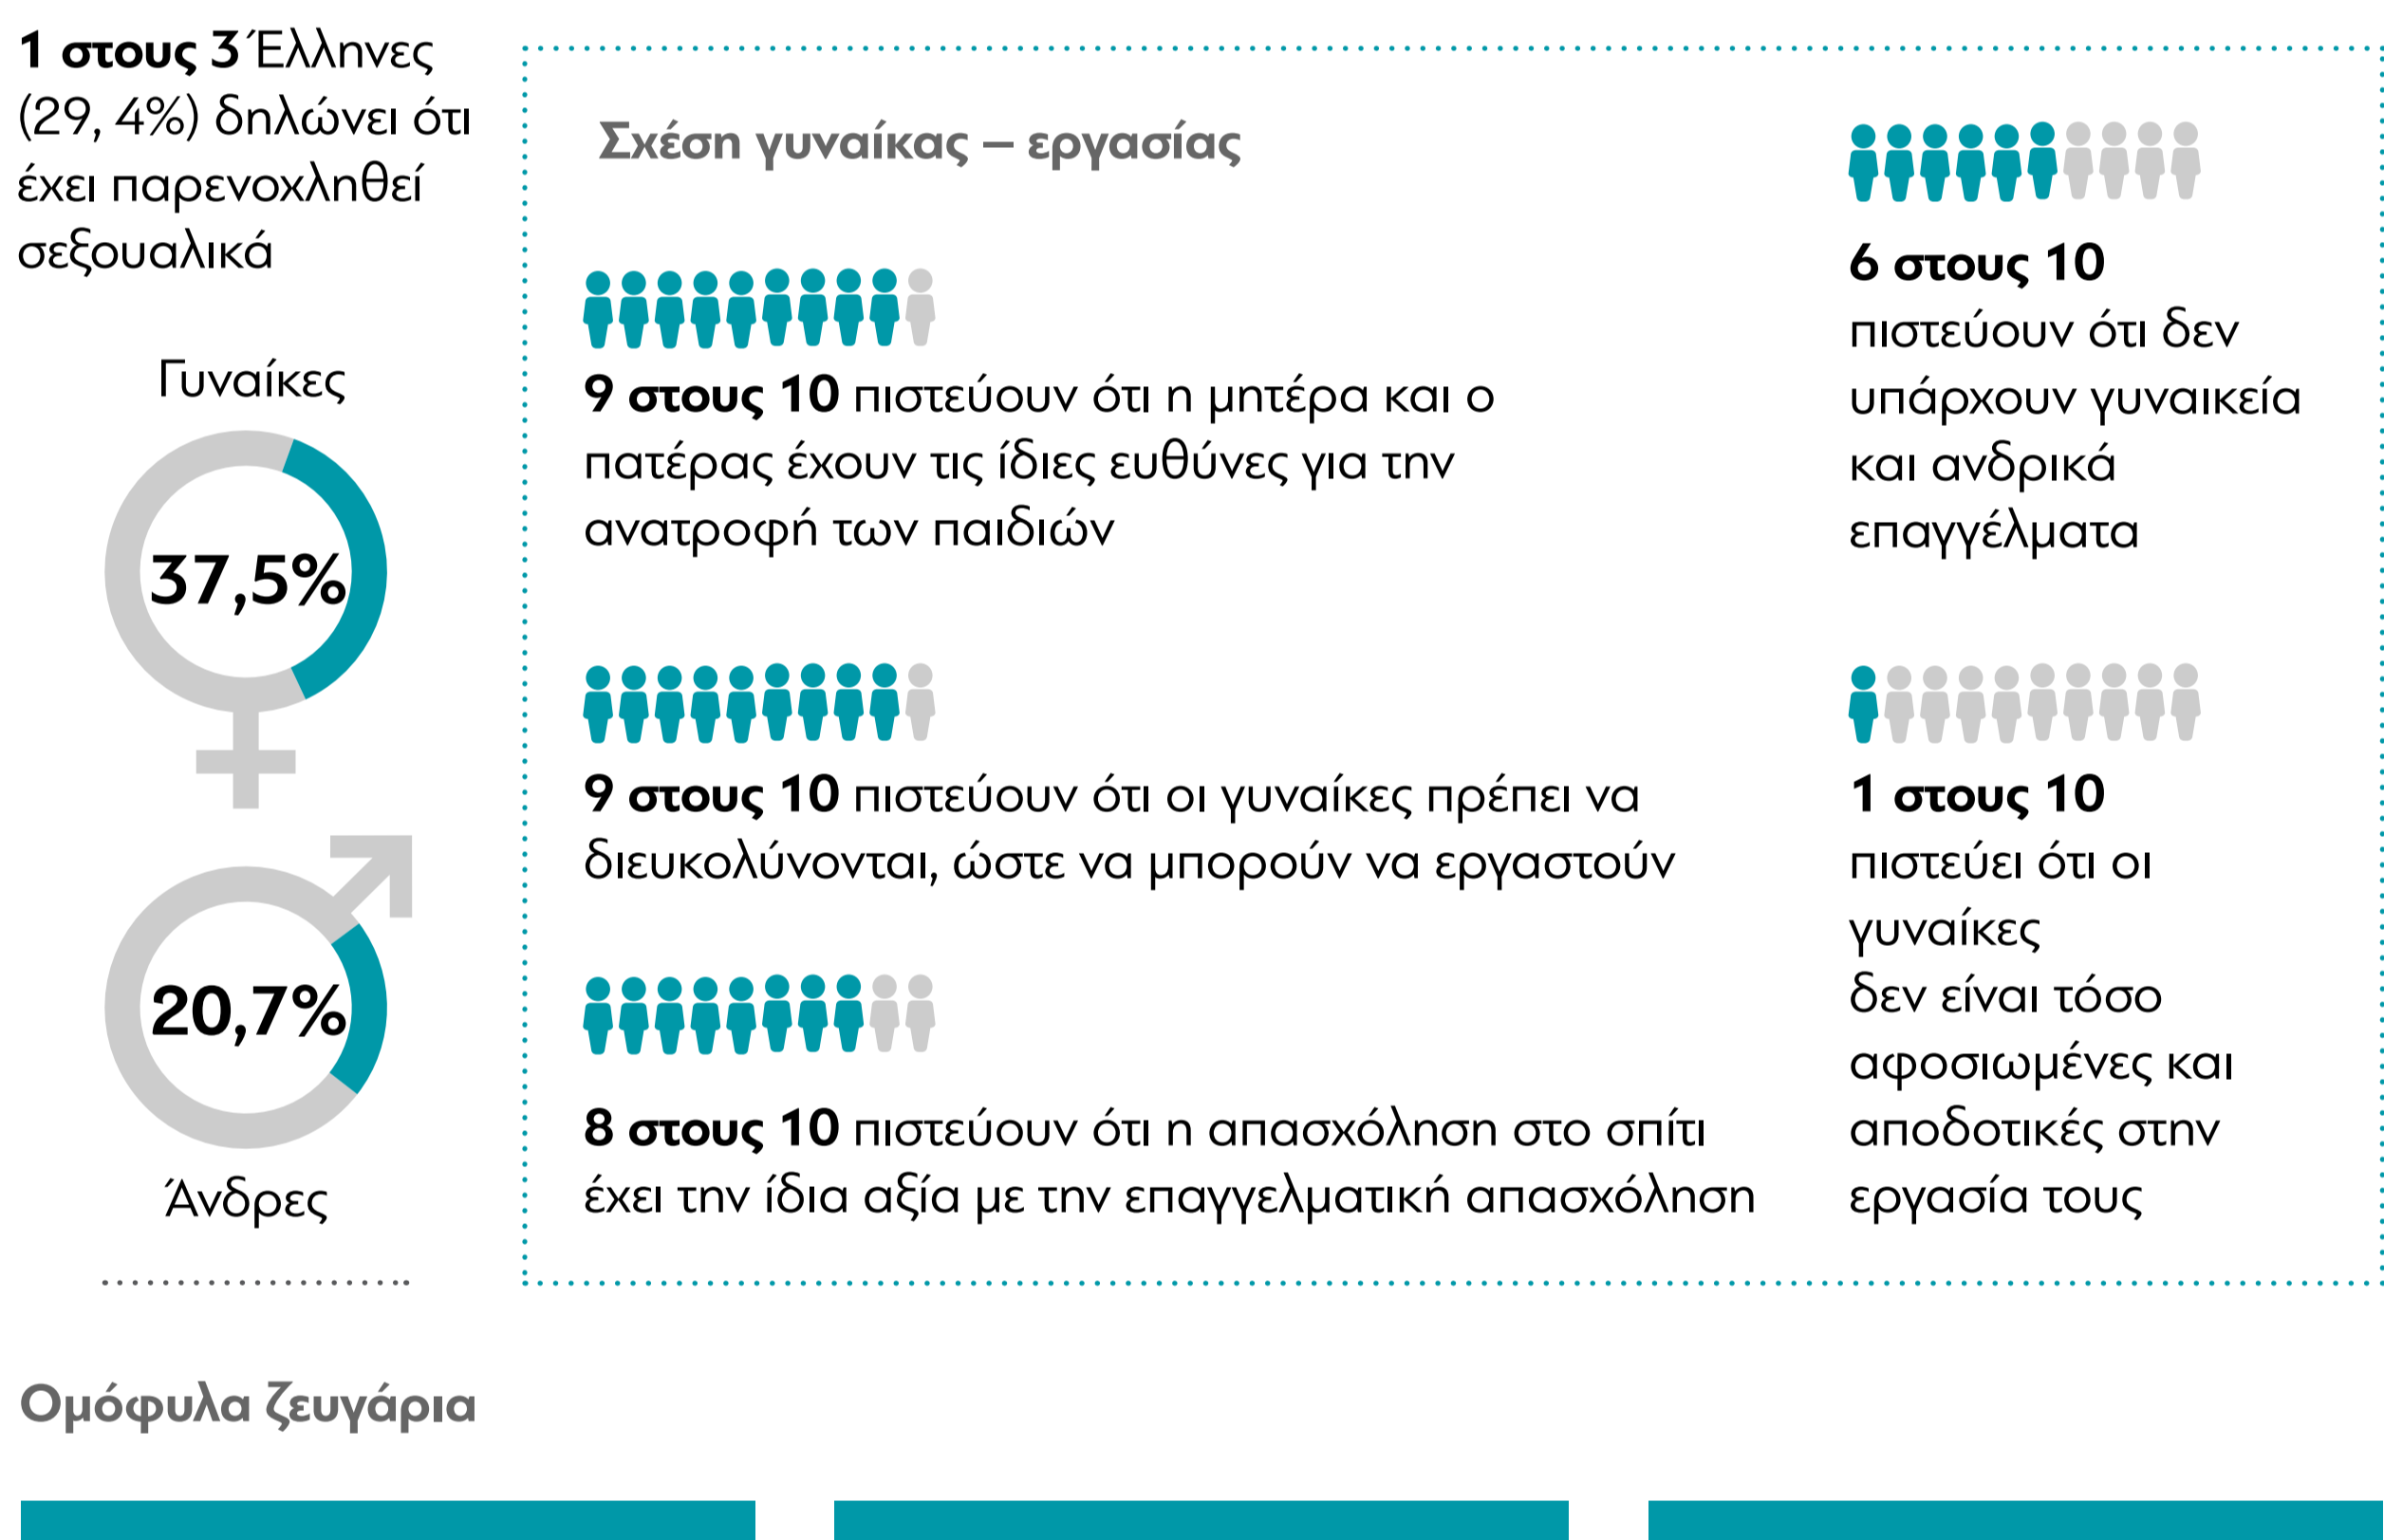 1 στους 3 Έλληνες
(29, 4%) δηλώνει ότι
έχει παρενοχληθεί
σεξουαλικά
Γυναίκες
37,5%
20,7%
Άνδρες
Σχέση γυναίκας – εργασίας
9 στους 10 πιστεύουν ότι η μητέρα και ο
πατέρας έχουν τις ίδιες ευθύνες για την
ανατροφή των παιδιών
9 στους 10 πιστεύουν ότι οι γυναίκες πρέπει να
διευκολύνονται, ώστε να μπορούν να εργαστούν
8 στους 10 πιστεύουν ότι η απασχόληση στο σπίτι
έχει την ίδια αξία με την επαγγελματική απασχόληση
6 στους 10
πιστεύουν ότι δεν
υπάρχουν γυναικεία
και ανδρικά
επαγγέλματα
1 στους 10
πιστεύει ότι οι
γυναίκες
δεν είναι τόσο
αφοσιωμένες και
αποδοτικές στην
εργασία τους
Ομόφυλα ζευγάρια